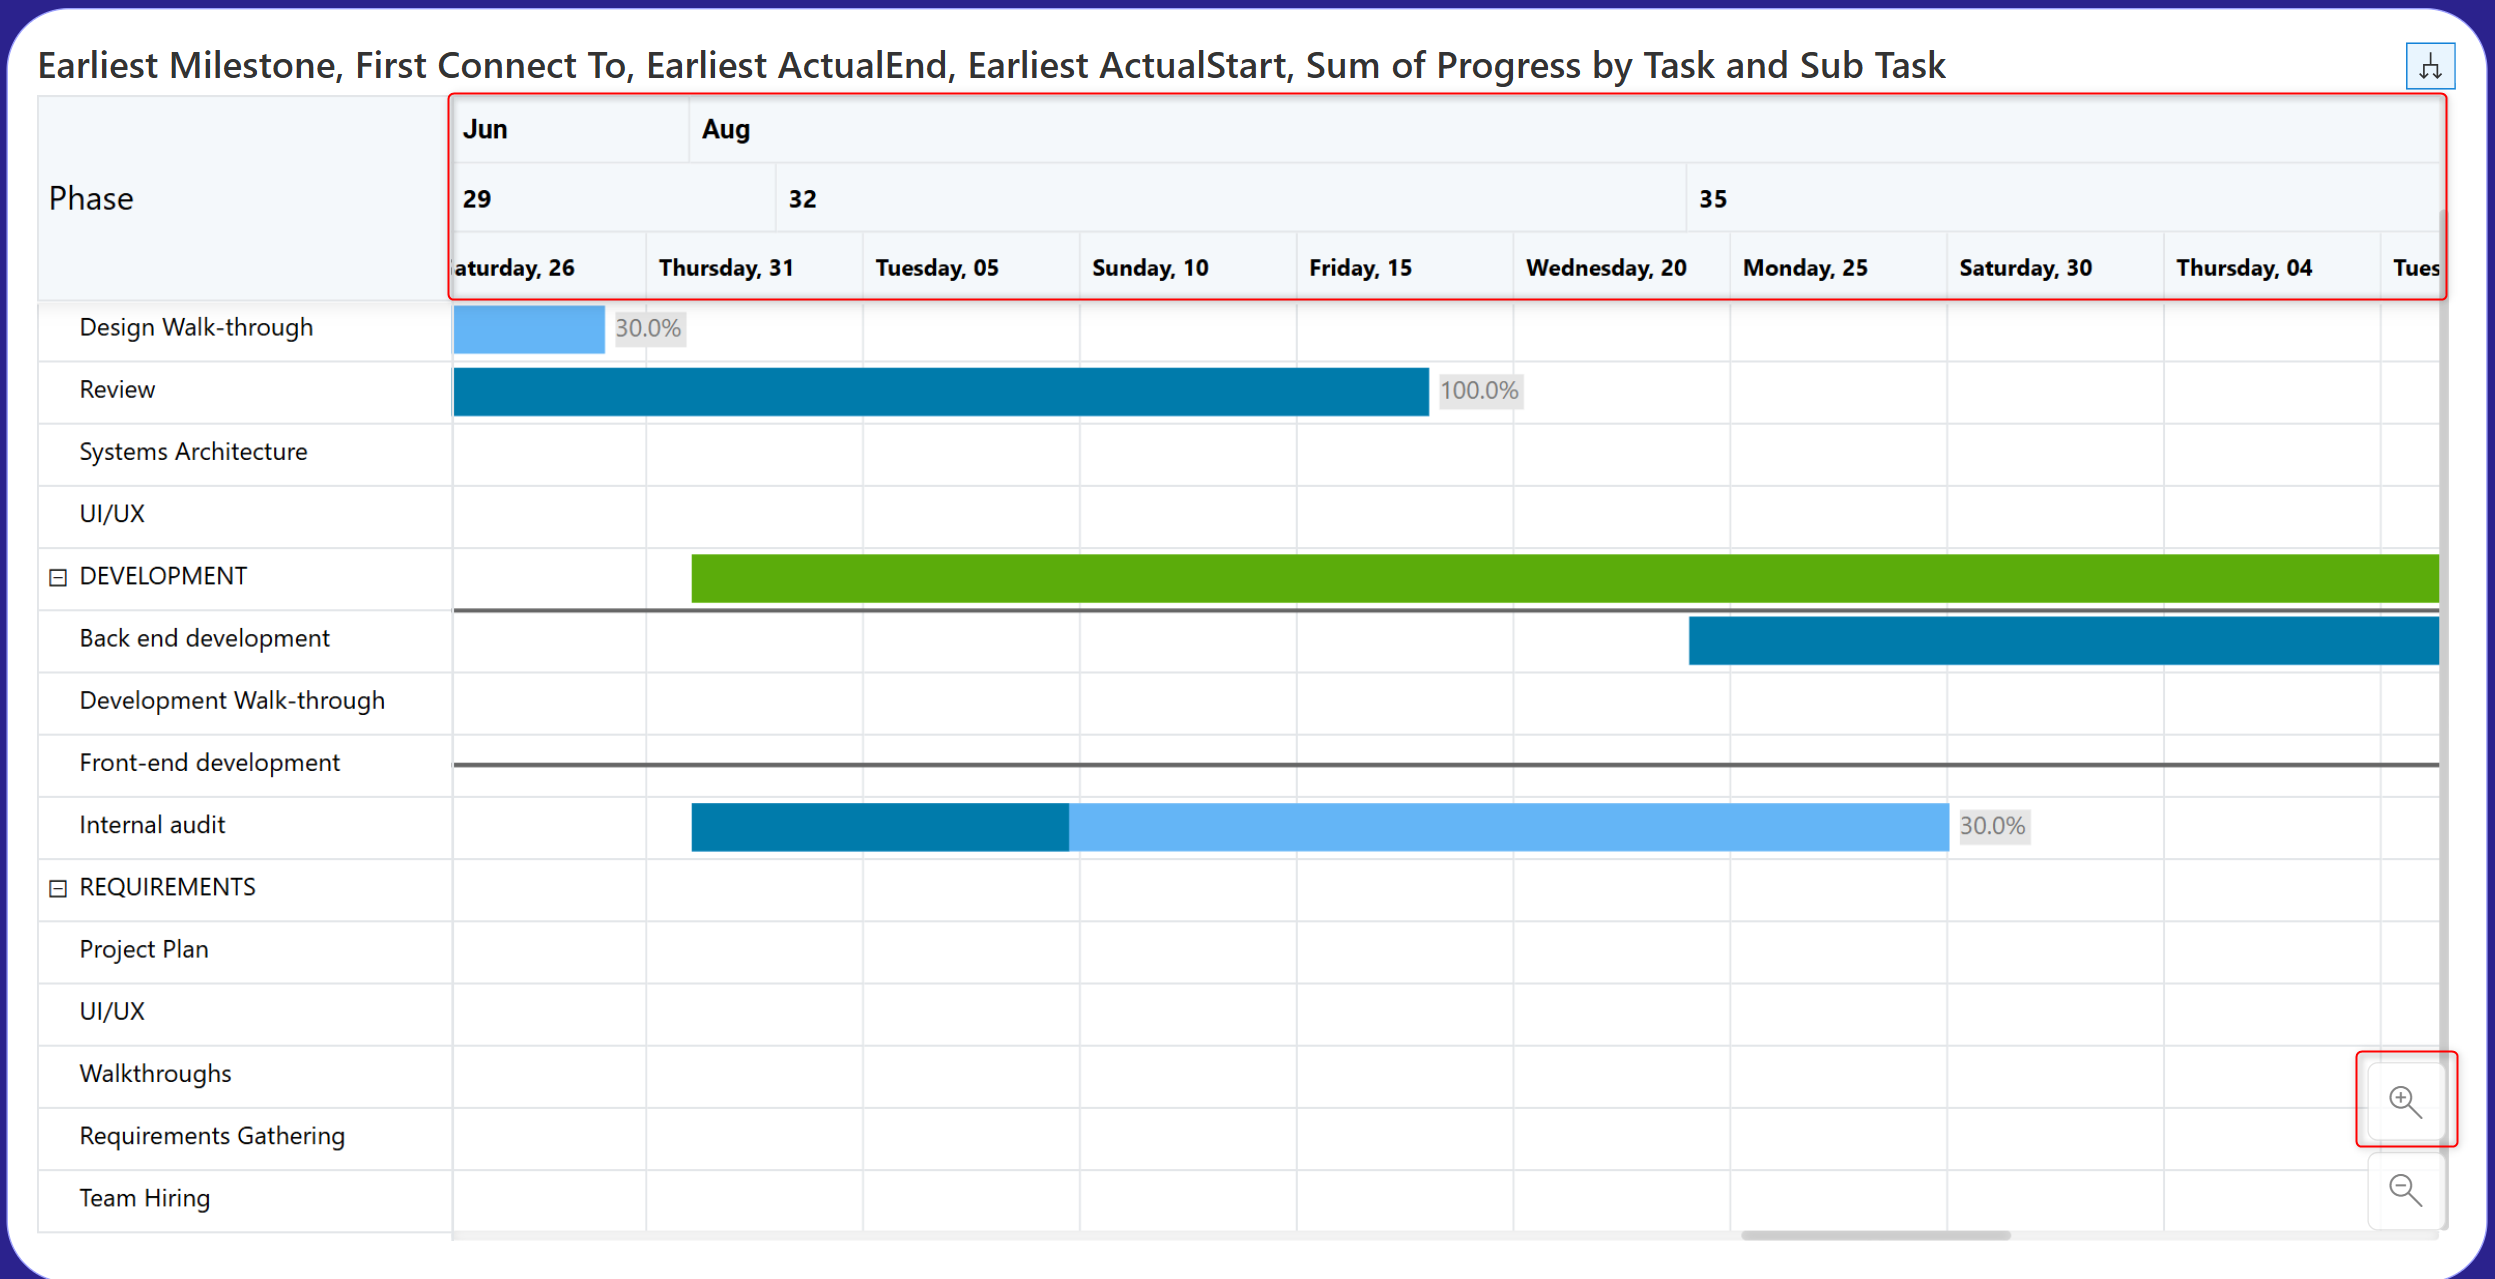 Earliest Milestone, First Connect To, Earliest ActualEnd, Earliest ActualStart, Sum of Progress by Task and Sub Task
Jun Aug
Phase
29 32 35
aturday, 26 Thursday, 31 Tuesday, 05 Sunday, 10 Friday, 15 Wednesday, 20 Monday, 25 Saturday, 30 Thursday, 04 Tues
Design Walk-through 30.0%
Review 100.0%
Systems Architecture
UI/UX
DEVELOPMENT
Back end development
Development Walk-through
Front-end development
Internal audit 30.0%
REQUIREMENTS
Project Plan
UI/UX
Walkthroughs
Requirements Gathering
Team Hiring